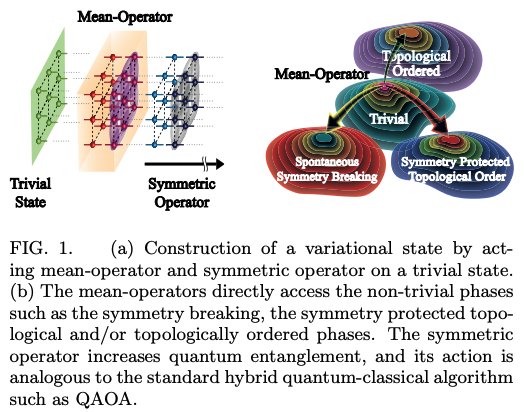 Mean-Operator
Trivial
State
Symmetric
Operator
Mean-Operator
Topological
Ordered
Trivial
Spontaneous
Symmetry Breaking
Symmetry Protected
Topological Order
FIG. 1. (a) Construction of a variational state by act-
ing mean-operator and symmetric operator on a trivial state.
(b) The mean-operators directly access the non-trivial phases
such as the symmetry breaking, the symmetry protected topo-
logical and/or topologically ordered phases. The symmetric
operator increases quantum entanglement, and its action is
analogous to the standard hybrid quantum-classical algorithm
such as QAOA.